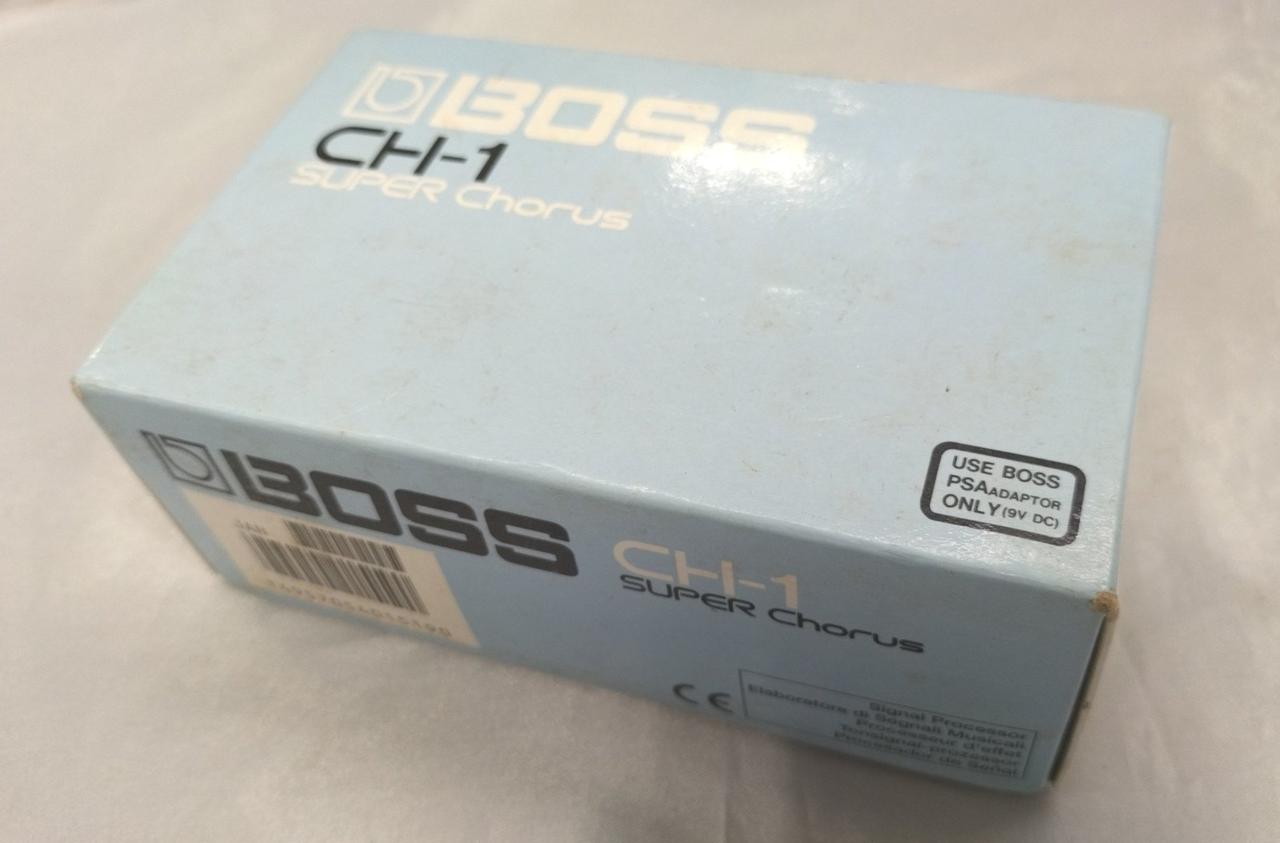 BOSS
CH-1
SUPER Chorus
USE BOSS
PSA ADAPTOR
ONLY (9V DC)
BOSS
CH-1
SUPER Chorus
JAN
CE
Signal Processor
Elaboratore di Segnali Musicali
Processeur d'effet
Tonsignal-prozessor
Procesador de Señal